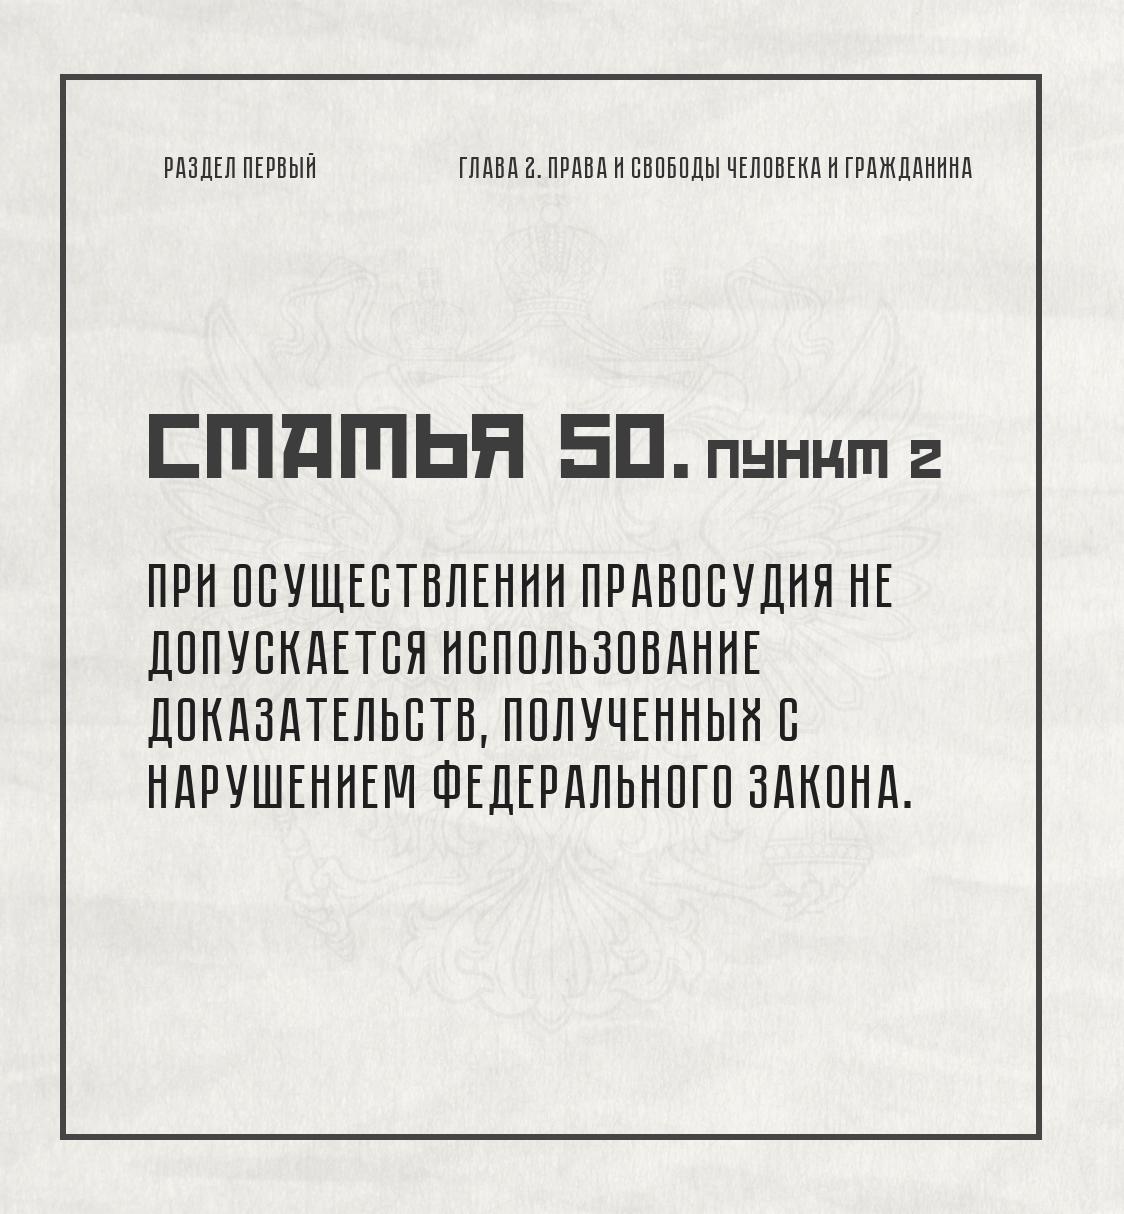 РАЗДЕЛ ПЕРВЫЙ
ГЛАВА 2. ПРАВА И СВОБОДЫ ЧЕЛОВЕКА И ГРАЖДАНИНА
СТАТЬЯ 50. ПУНКТ 2
ПРИ ОСУЩЕСТВЛЕНИИ ПРАВОСУДИЯ НЕ
ДОПУСКАЕТСЯ ИСПОЛЬЗОВАНИЕ
ДОКАЗАТЕЛЬСТВ, ПОЛУЧЕННЫХ С
НАРУШЕНИЕМ ФЕДЕРАЛЬНОГО ЗАКОНА.